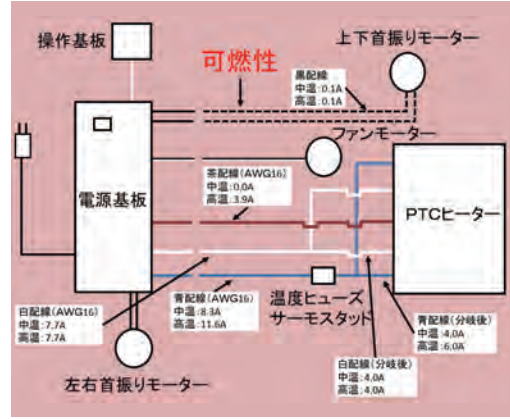 操作基板
可燃性
上下首振りモーター
黒配線
中温:0.1A
高温:0.1A
ファンモーター
茶配線(AWG16)
中温:0.0A
高温:3.9A
電源基板
PTCヒーター
白配線(AWG16)
中温:7.7A
高温:7.7A
青配線(AWG16)
中温:8.3A
高温:11.6A
温度ヒューズ
サーモスタッド
青配線(分岐後)
中温:4.0A
高温:6.0A
白配線(分岐後)
中温:4.0A
高温:4.0A
左右首振りモーター